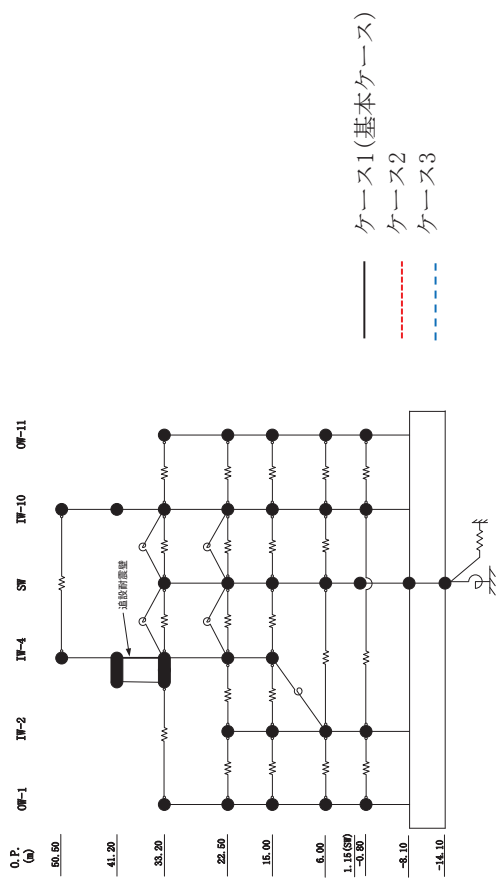 O.P.
(m)
OW-1
IW-2
IW-4
SW
IW-10
OW-11
50.50
41.20
33.20
22.50
15.00
6.00
1.15(SW)
-0.80
-8.10
-14.10
追設耐震壁
ケース1(基本ケース)
ケース2
ケース3